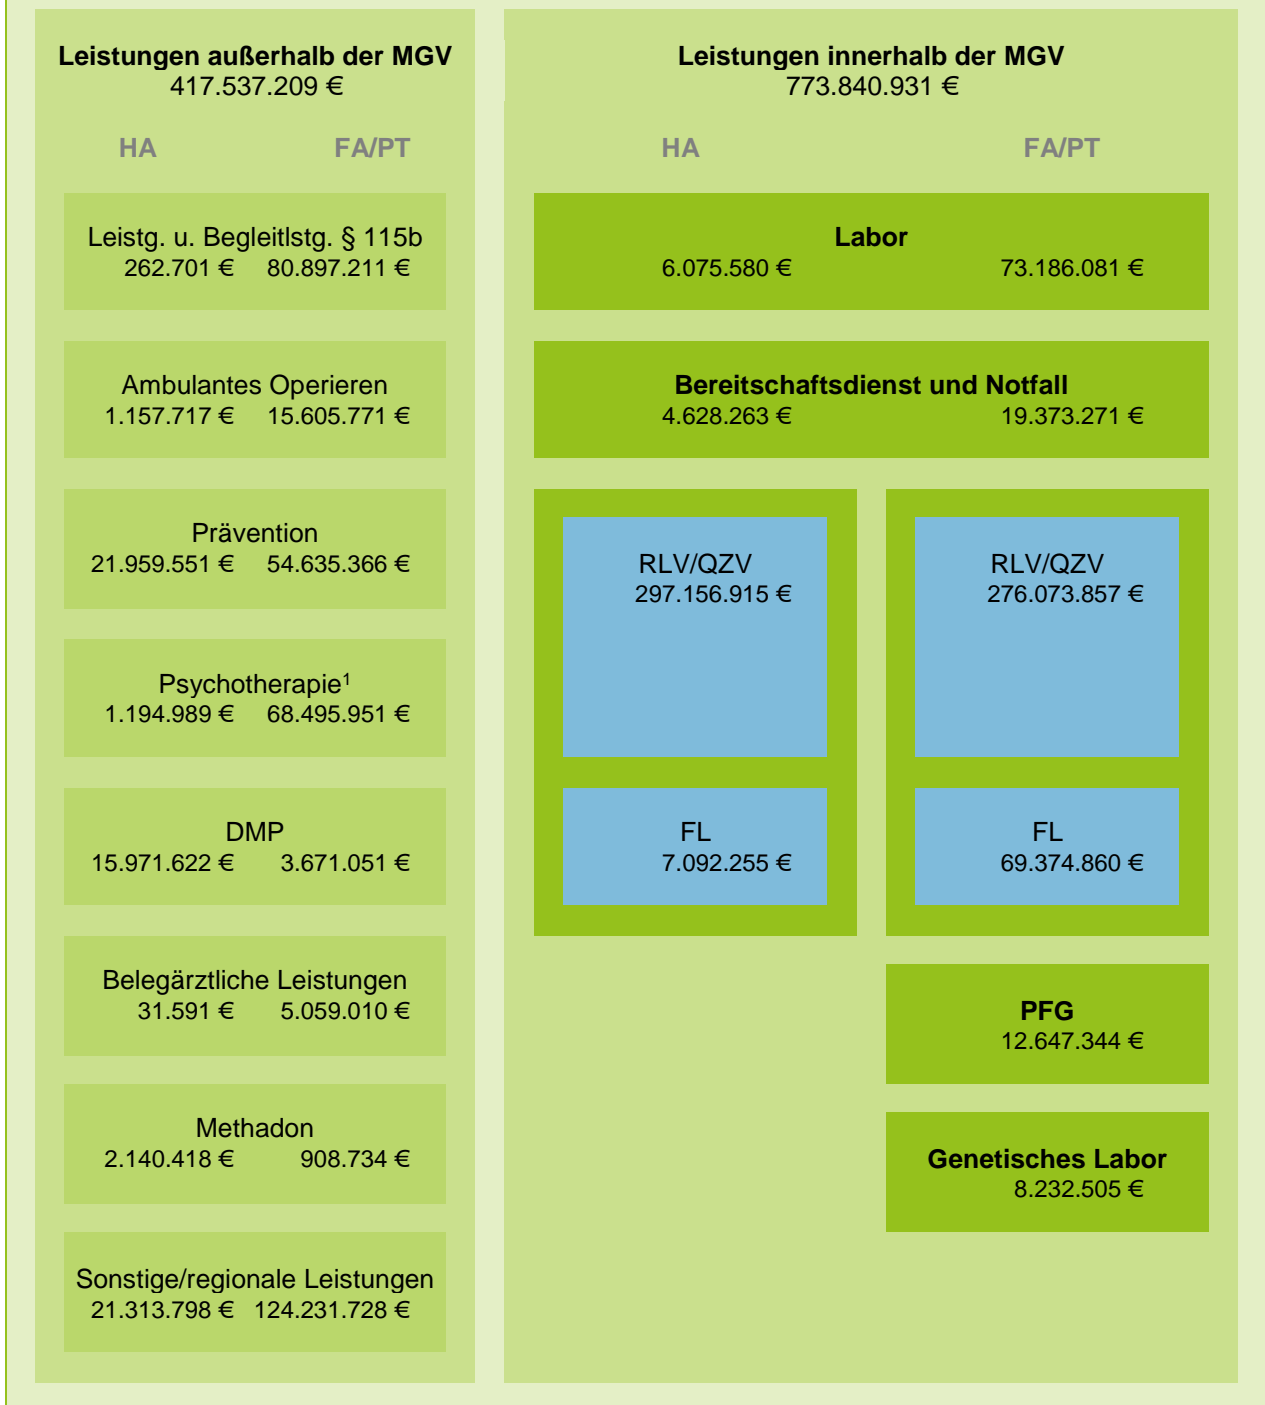 Leistungen außerhalb der MGV
417.537.209 €
HA FA/PT
Leistg. u. Begleitlstg. § 115b
262.701 € 80.897.211 €
Ambulantes Operieren
1.157.717 € 15.605.771 €
Prävention
21.959.551 € 54.635.366 €
Psychotherapie¹
1.194.989 € 68.495.951 €
DMP
15.971.622 € 3.671.051 €
Belegärztliche Leistungen
31.591 € 5.059.010 €
Methadon
2.140.418 € 908.734 €
Sonstige/regionale Leistungen
21.313.798 € 124.231.728 €
Leistungen innerhalb der MGV
773.840.931 €
HA FA/PT
Labor
6.075.580 € 73.186.081 €
Bereitschaftsdienst und Notfall
4.628.263 € 19.373.271 €
RLV/QZV
297.156.915 €
FL
7.092.255 €
RLV/QZV
276.073.857 €
FL
69.374.860 €
PFG
12.647.344 €
Genetisches Labor
8.232.505 €